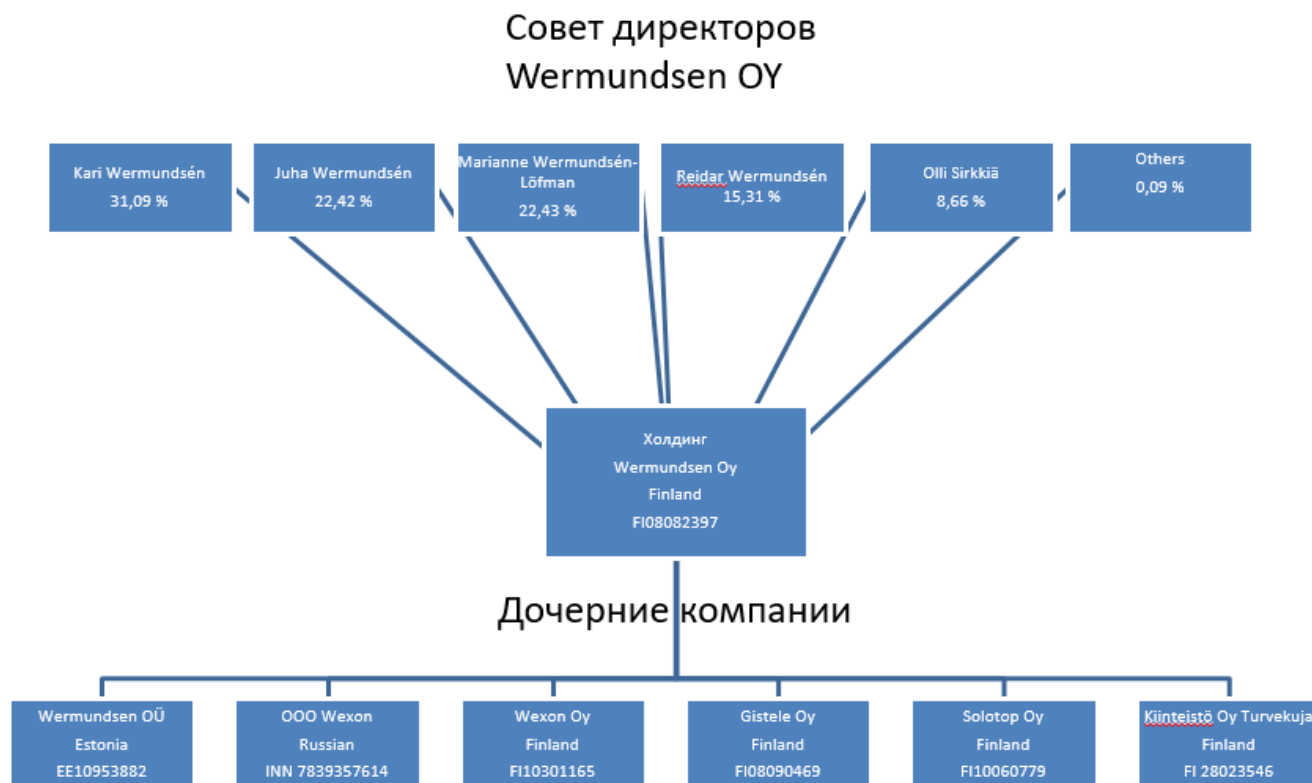 Совет директоров
Wermundsen OY
Kari Wermundsén
31,09 %
Juha Wermundsén
22,42 %
Marianne Wermundsén-
Löfman
22,43 %
Reidar Wermundsén
15,31 %
Olli Sirkkiä
8,66 %
Others
0,09 %
Холдинг
Wermundsen Oy
Finland
FI08082397
Дочерние компании
Wermundsen OÜ
Estonia
EE10953882
ООО Wexon
Russian
INN 7839357614
Wexon Oy
Finland
FI10301165
Gistele Oy
Finland
FI08090469
Solotop Oy
Finland
FI10060779
Kiinteistö Oy Turvekuja
Finland
FI 28023546